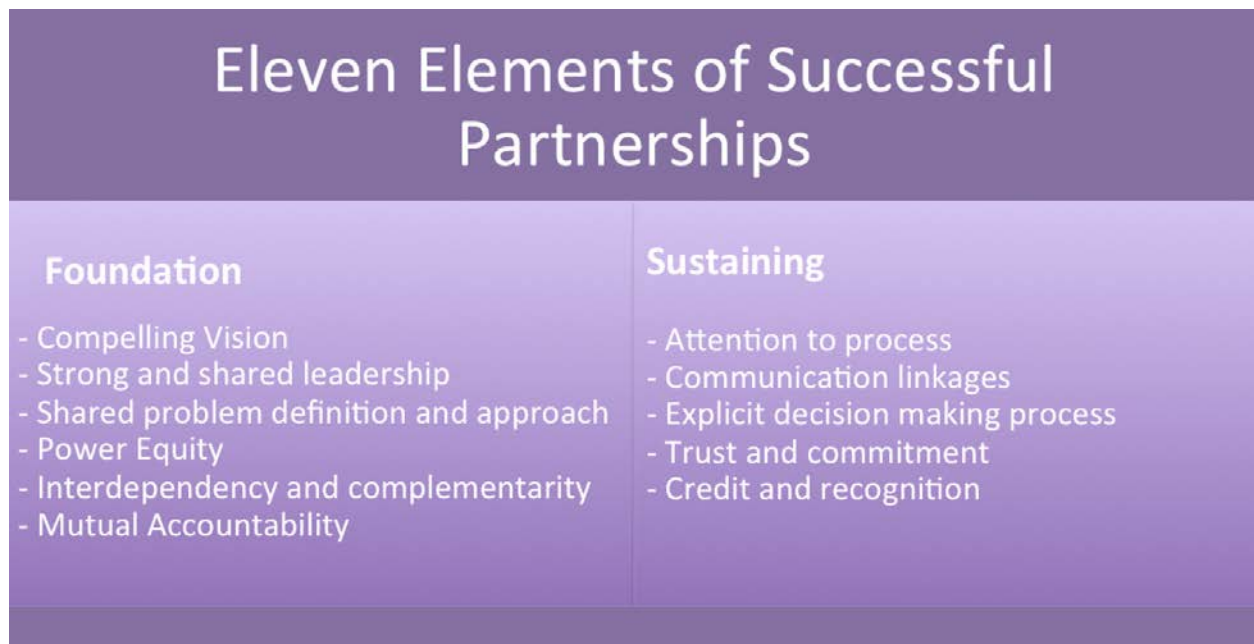 Eleven Elements of Successful
Partnerships
Foundation
- Compelling Vision
- Strong and shared leadership
- Shared problem definition and approach
- Power Equity
- Interdependency and complementarity
- Mutual Accountability
Sustaining
- Attention to process
- Communication linkages
- Explicit decision making process
- Trust and commitment
- Credit and recognition